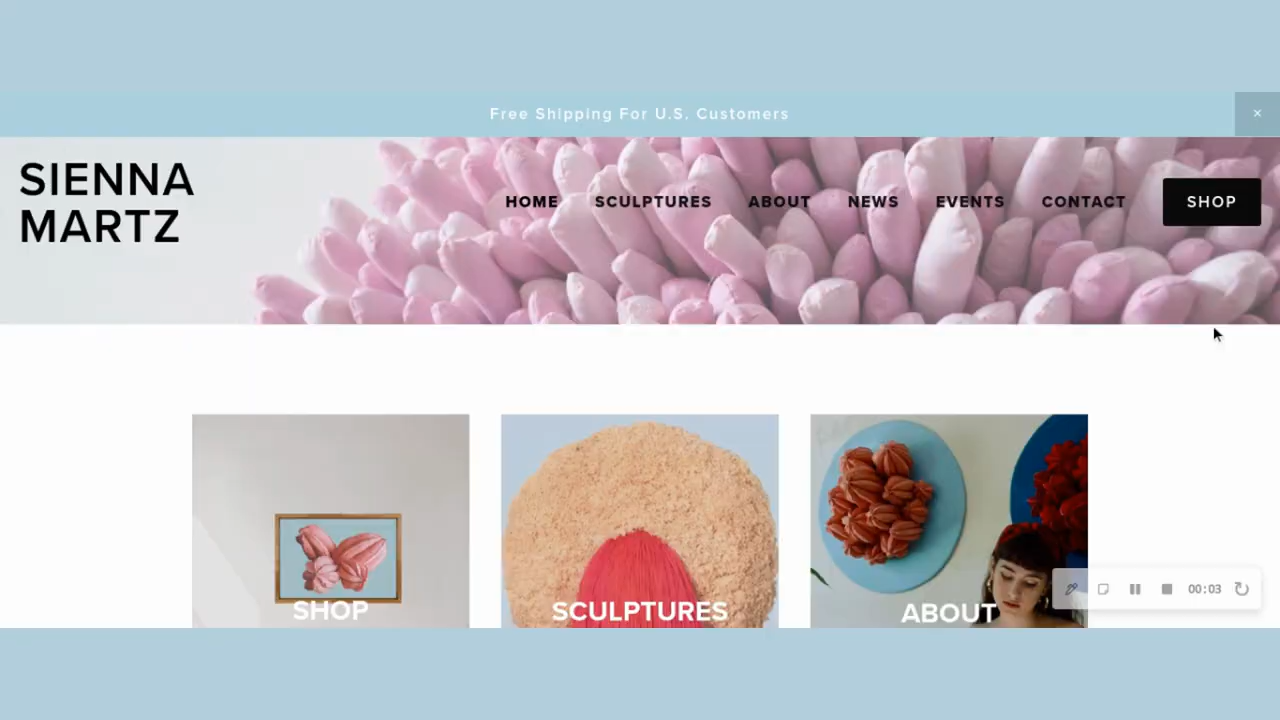 Free Shipping For U.S. Customers
×
SIENNA
MARTZ
HOME SCULPTURES ABOUT NEWS EVENTS CONTACT SHOP
SHOP SCULPTURES ABOUT
00:03